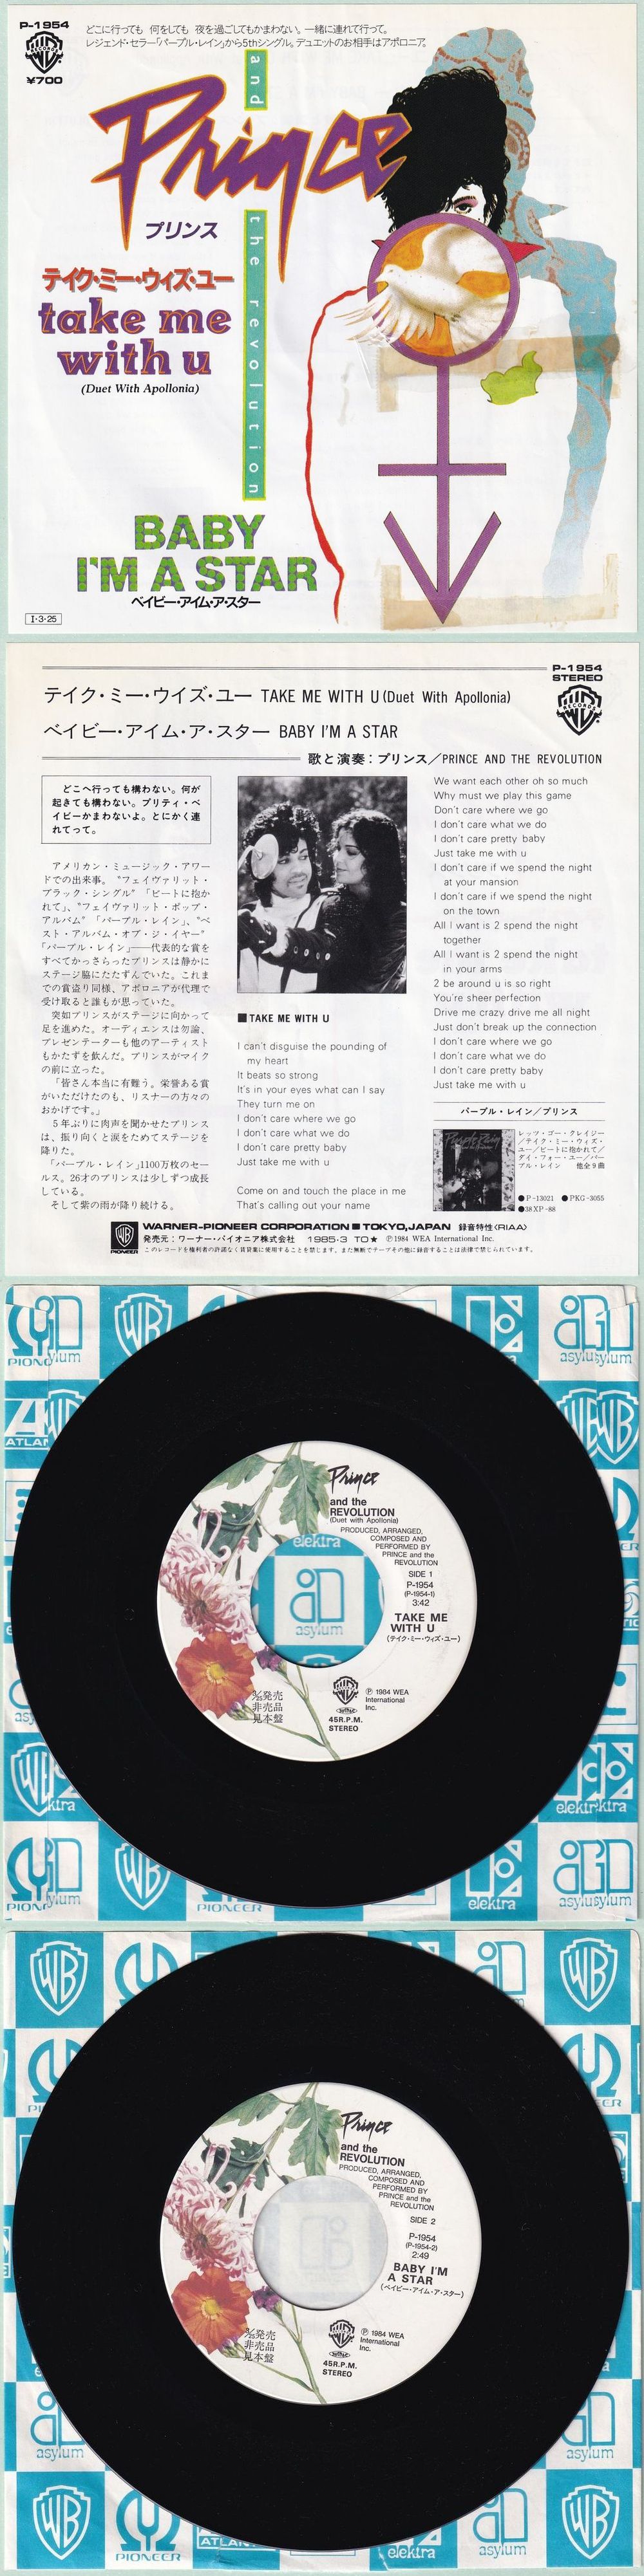 P-1954
RECORDS
¥700
どこに行っても 何をしても 夜を過ごしてもかまわない。一緒に連れて行って。
レジェンド・セラー「パープル・レイン」から5thシングル。デュエットのお相手はアポロニア。
and
Prince
プリンス
the revolution
テイク・ミー・ウィズ・ユー
take me
with u
(Duet With Apollonia)
BABY
I'M A STAR
ベイビー・アイム・ア・スター
I·3·25
P-1954
STEREO
RECORDS
テイク・ミー・ウイズ・ユー TAKE ME WITH U (Duet With Apollonia)
ベイビー・アイム・ア・スター BABY I'M A STAR
歌と演奏：プリンス／PRINCE AND THE REVOLUTION
どこへ行っても構わない。何が
起きても構わない。プリティ・ベ
イビーかまわないよ。とにかく連
れてって。
アメリカン・ミュージック・アワー
ドでの出来事。“フェイヴァリット・
ブラック・シングル”「ビートに抱か
れて」、“フェイヴァリット・ポップ・
アルバム”「パープル・レイン」、“ベ
スト・アルバム・オブ・ジ・イヤー”
「パープル・レイン」——代表的な賞を
すべてかっさらったプリンスは静かに
ステージ脇にたたずんでいた。これま
での賞盗り同様、アポロニアが代理で
受け取ると誰もが思っていた。
突如プリンスがステージに向かって
足を進めた。オーディエンスは勿論、
プレゼンテーターも他のアーティスト
もかたずを飲んだ。プリンスがマイク
の前に立った。
「皆さん本当に有難う。栄誉ある賞
がいただけたのも、リスナーの方々の
おかげです。」
5年ぶりに肉声を聞かせたプリンス
は、振り向くと涙をためてステージを
降りた。
「パープル・レイン」1100万枚のセー
ルス。26才のプリンスは少しずつ成長
している。
そして紫の雨が降り続ける。
■TAKE ME WITH U
I can't disguise the pounding of
my heart
It beats so strong
It's in your eyes what can I say
They turn me on
I don't care where we go
I don't care what we do
I don't care pretty baby
Just take me with u
Come on and touch the place in me
That's calling out your name
We want each other oh so much
Why must we play this game
Don't care where we go
I don't care what we do
I don't care pretty baby
Just take me with u
I don't care if we spend the night
at your mansion
I don't care if we spend the night
on the town
All I want is 2 spend the night
together
All I want is 2 spend the night
in your arms
2 be around u is so right
You're sheer perfection
Drive me crazy drive me all night
Just don't break up the connection
I don't care where we go
I don't care what we do
I don't care pretty baby
Just take me with u
パープル・レイン／プリンス
レッツ・ゴー・クレイジー
／テイク・ミー・ウィズ・
ユー／ビートに抱かれて／
ダイ・フォー・ユー／パー
プル・レイン 他全9曲
●P-13021 ●PKG-3055
●38XP-88
PIONEER
WARNER-PIONEER CORPORATION ■ TOKYO, JAPAN 録音特性〈RIAA〉
発売元：ワーナー・パイオニア株式会社 1985·3 TO★ ℗1984 WEA International Inc.
このレコードを権利者の許諾なく賃貸業に使用することを禁じます。また無断でテープその他に録音することは法律で禁じられています。
Prince
and the
REVOLUTION
(Duet with Apollonia)
PRODUCED, ARRANGED,
COMPOSED AND
PERFORMED BY
PRINCE and the
REVOLUTION
SIDE 1
P-1954
(P-1954-1)
3:42
TAKE ME
WITH U
(テイク・ミー・ウィズ・ユー)
elektra
asylum
3/25発売
非売品
見本盤
℗ 1984 WEA
International
Inc.
45R.P.M.
STEREO
PIONEER
elektra
asylum
Prince
and the
REVOLUTION
PRODUCED, ARRANGED,
COMPOSED AND
PERFORMED BY
PRINCE and the
REVOLUTION
SIDE 2
P-1954
(P-1954-2)
2:49
BABY I'M
A STAR
(ベイビー・アイム・ア・スター)
3/25発売
非売品
見本盤
℗ 1984 WEA
International
Inc.
45R.P.M.
STEREO
asylum
asylum